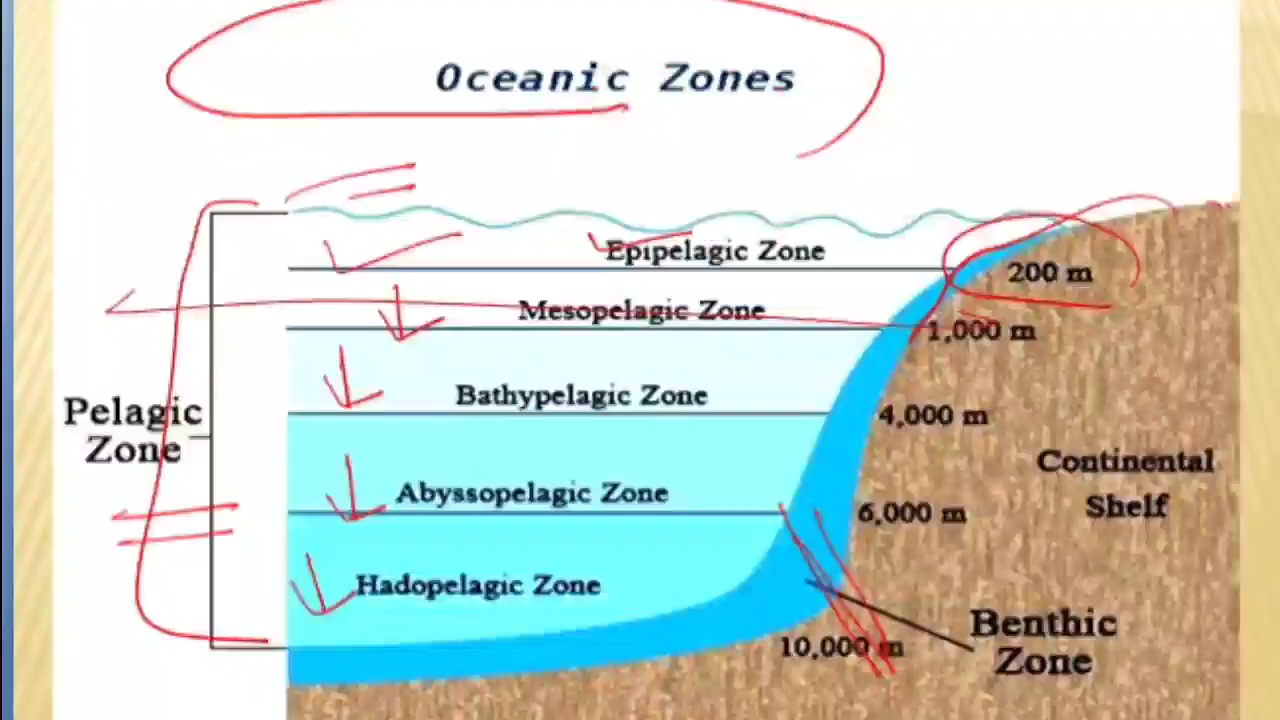 Oceanic Zones
Epipelagic Zone
200 m
Mesopelagic Zone
1,000 m
Bathypelagic Zone
4,000 m
Pelagic
Zone
Continental
Shelf
Abyssopelagic Zone
6,000 m
Hadopelagic Zone
Benthic
Zone
10,000 m